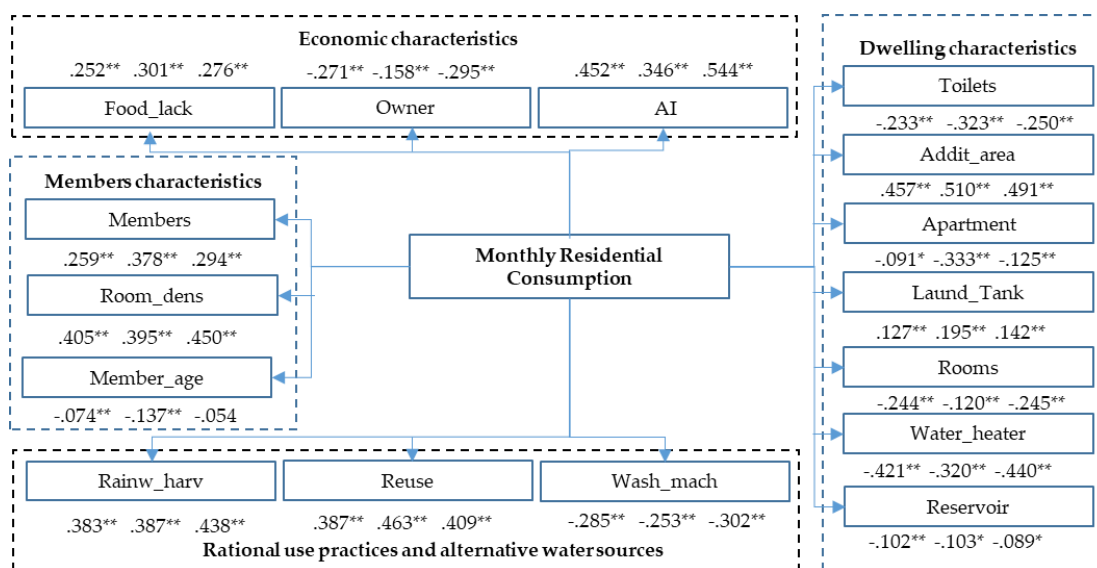 Economic characteristics
.252** .301** .276**
-.271** -.158** -.295**
.452** .346** .544**
Food_lack
Owner
AI
Members characteristics
Members
.259** .378** .294**
Room_dens
.405** .395** .450**
Member_age
-.074** -.137** -.054
Monthly Residential
Consumption
Rainw_harv
Reuse
Wash_mach
.383** .387** .438**
.387** .463** .409**
-.285** -.253** -.302**
Rational use practices and alternative water sources
Dwelling characteristics
Toilets
-.233** -.323** -.250**
Addit_area
.457** .510** .491**
Apartment
-.091* -.333** -.125**
Laund_Tank
.127** .195** .142**
Rooms
-.244** -.120** -.245**
Water_heater
-.421** -.320** -.440**
Reservoir
-.102** -.103* -.089*